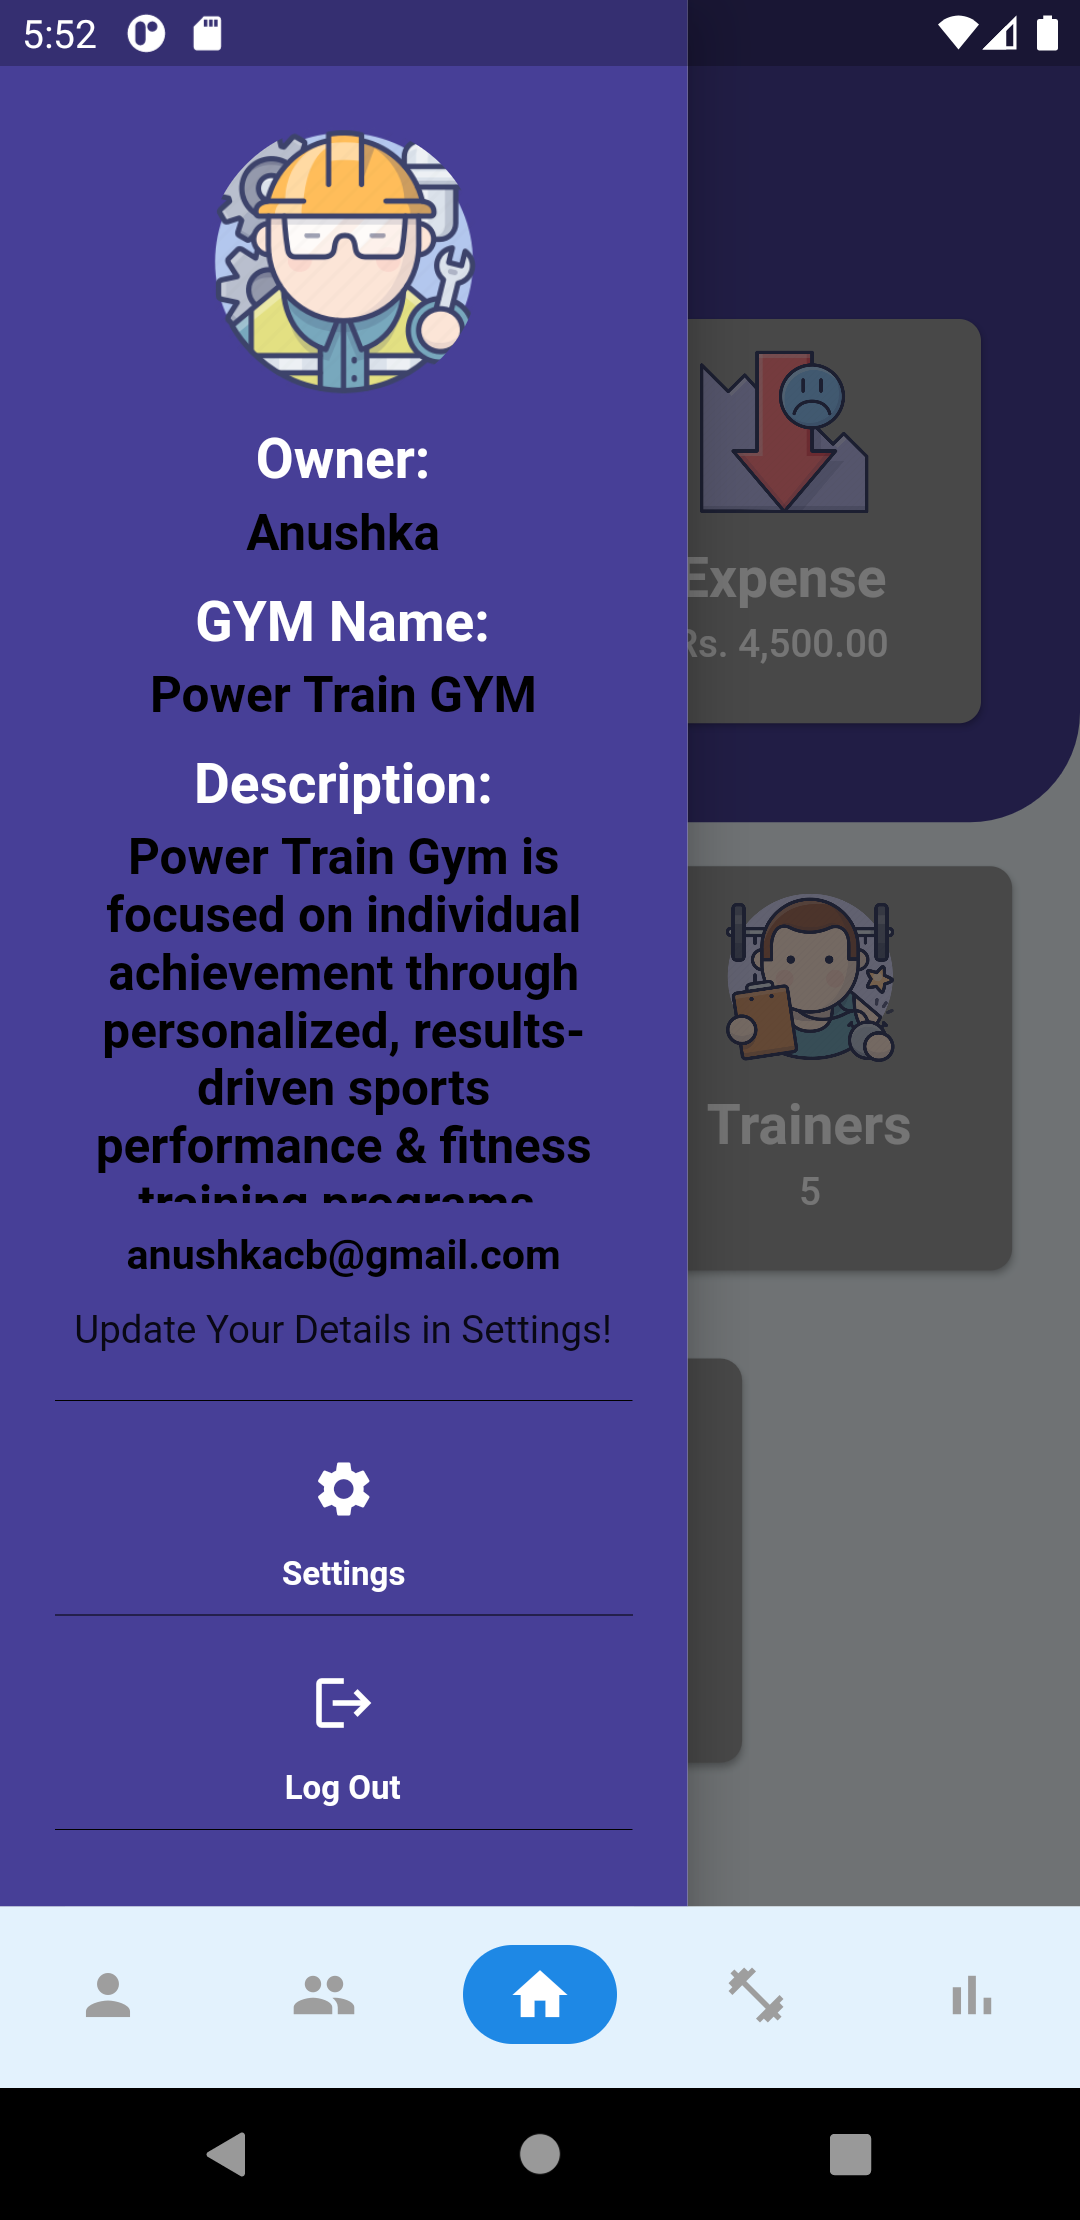 5:52
Owner:
Anushka
GYM Name:
Power Train GYM
Description:
Power Train Gym is
focused on individual
achievement through
personalized, results-
driven sports
performance & fitness
training programs
anushkacb@gmail.com
Update Your Details in Settings!
Settings
Log Out
Expense
Rs. 4,500.00
Trainers
5